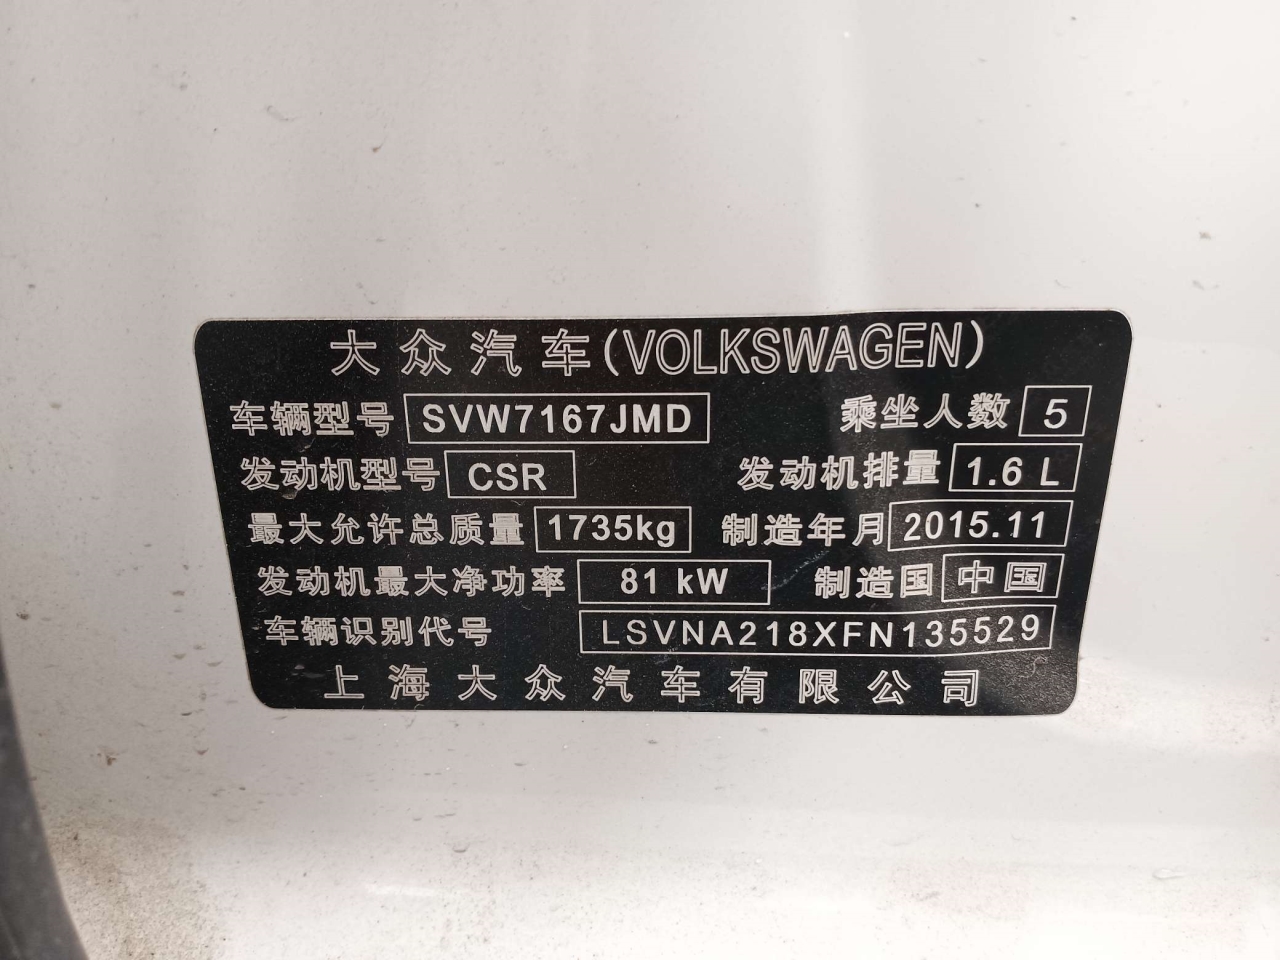 大众汽车(VOLKSWAGEN)
车辆型号 SVW7167JMD 乘坐人数 5
发动机型号 CSR 发动机排量 1.6 L
最大允许总质量 1735kg 制造年月 2015.11
发动机最大净功率 81 kW 制造国 中国
车辆识别代号 LSVNA218XFN135529
上海大众汽车有限公司